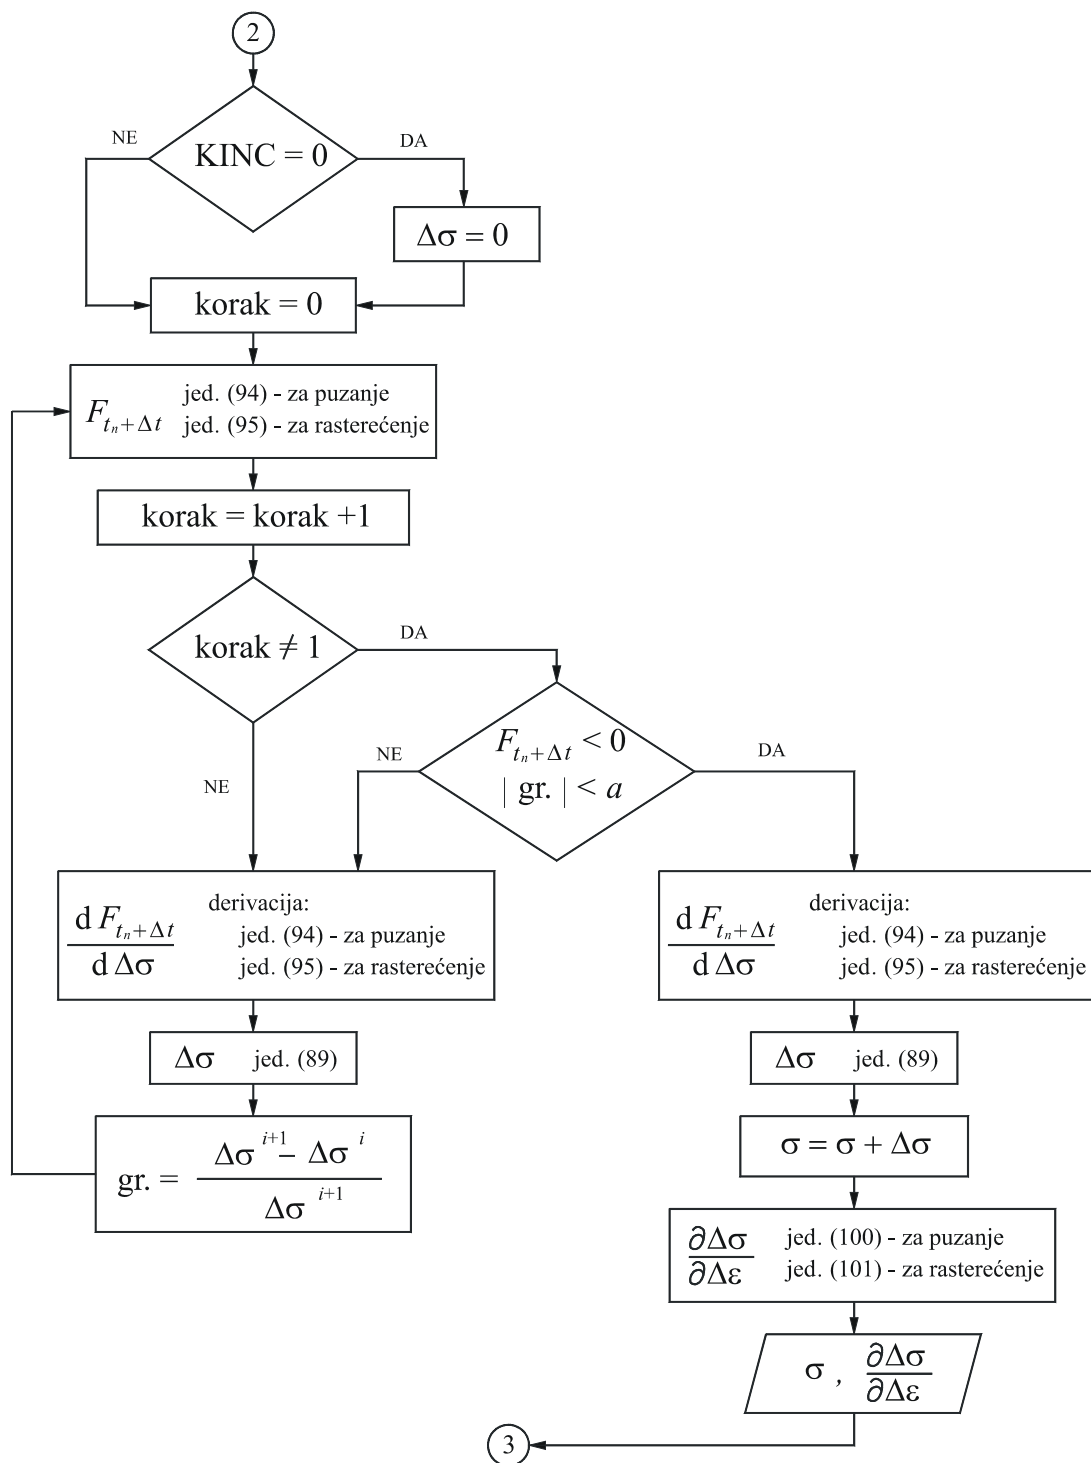 2
KINC = 0
NE
DA
Δσ = 0
korak = 0
F_{t_n+Δt} jed. (94) - za puzanje
jed. (95) - za rasterećenje
korak = korak +1
korak ≠ 1
DA
NE
F_{t_n+Δt} < 0
| gr. | < a
NE
DA
d F_{t_n+Δt}
d Δσ
derivacija:
jed. (94) - za puzanje
jed. (95) - za rasterećenje
Δσ jed. (89)
gr. = Δσ^{i+1} - Δσ^{i}
Δσ^{i+1}
d F_{t_n+Δt}
d Δσ
derivacija:
jed. (94) - za puzanje
jed. (95) - za rasterećenje
Δσ jed. (89)
σ = σ + Δσ
∂Δσ
∂Δε
jed. (100) - za puzanje
jed. (101) - za rasterećenje
σ , ∂Δσ
∂Δε
3